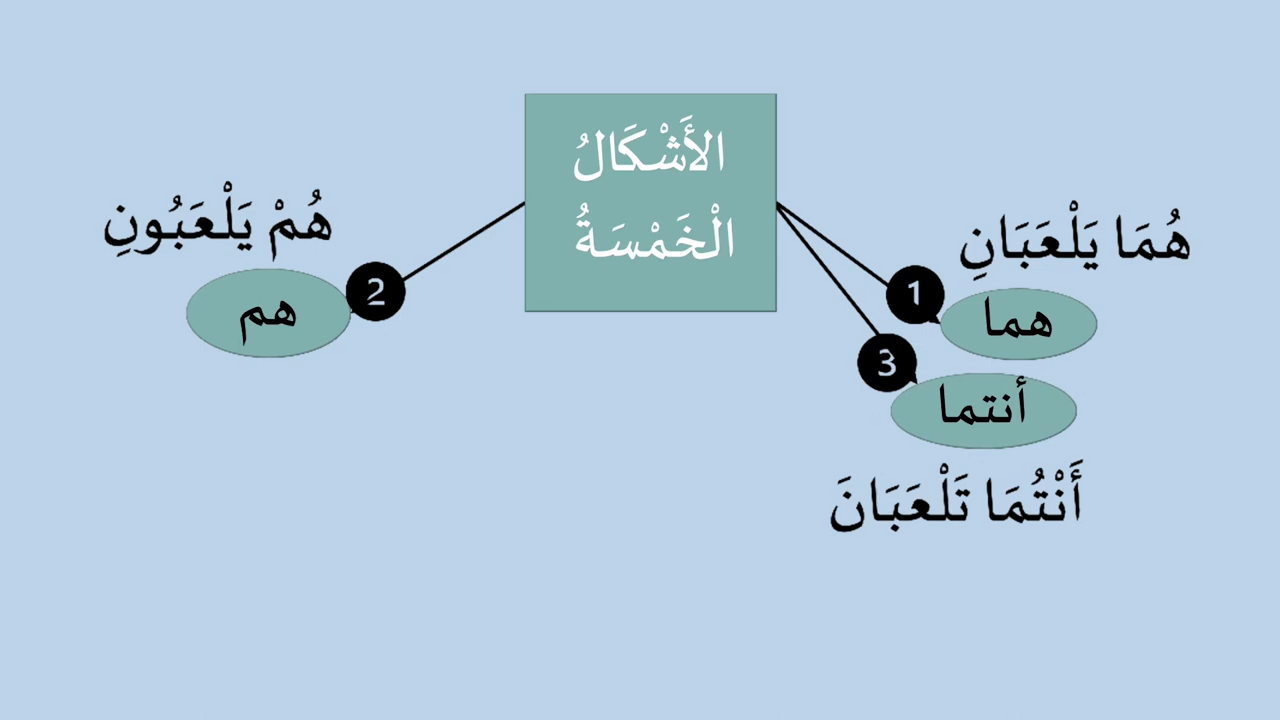 الأَشْكَالُ
الْخَمْسَةُ
هُمَا يَلْعَبَانِ
1
هما
هُمْ يَلْعَبُونِ
2
هم
3
أنتما
أَنْتُمَا تَلْعَبَانَ